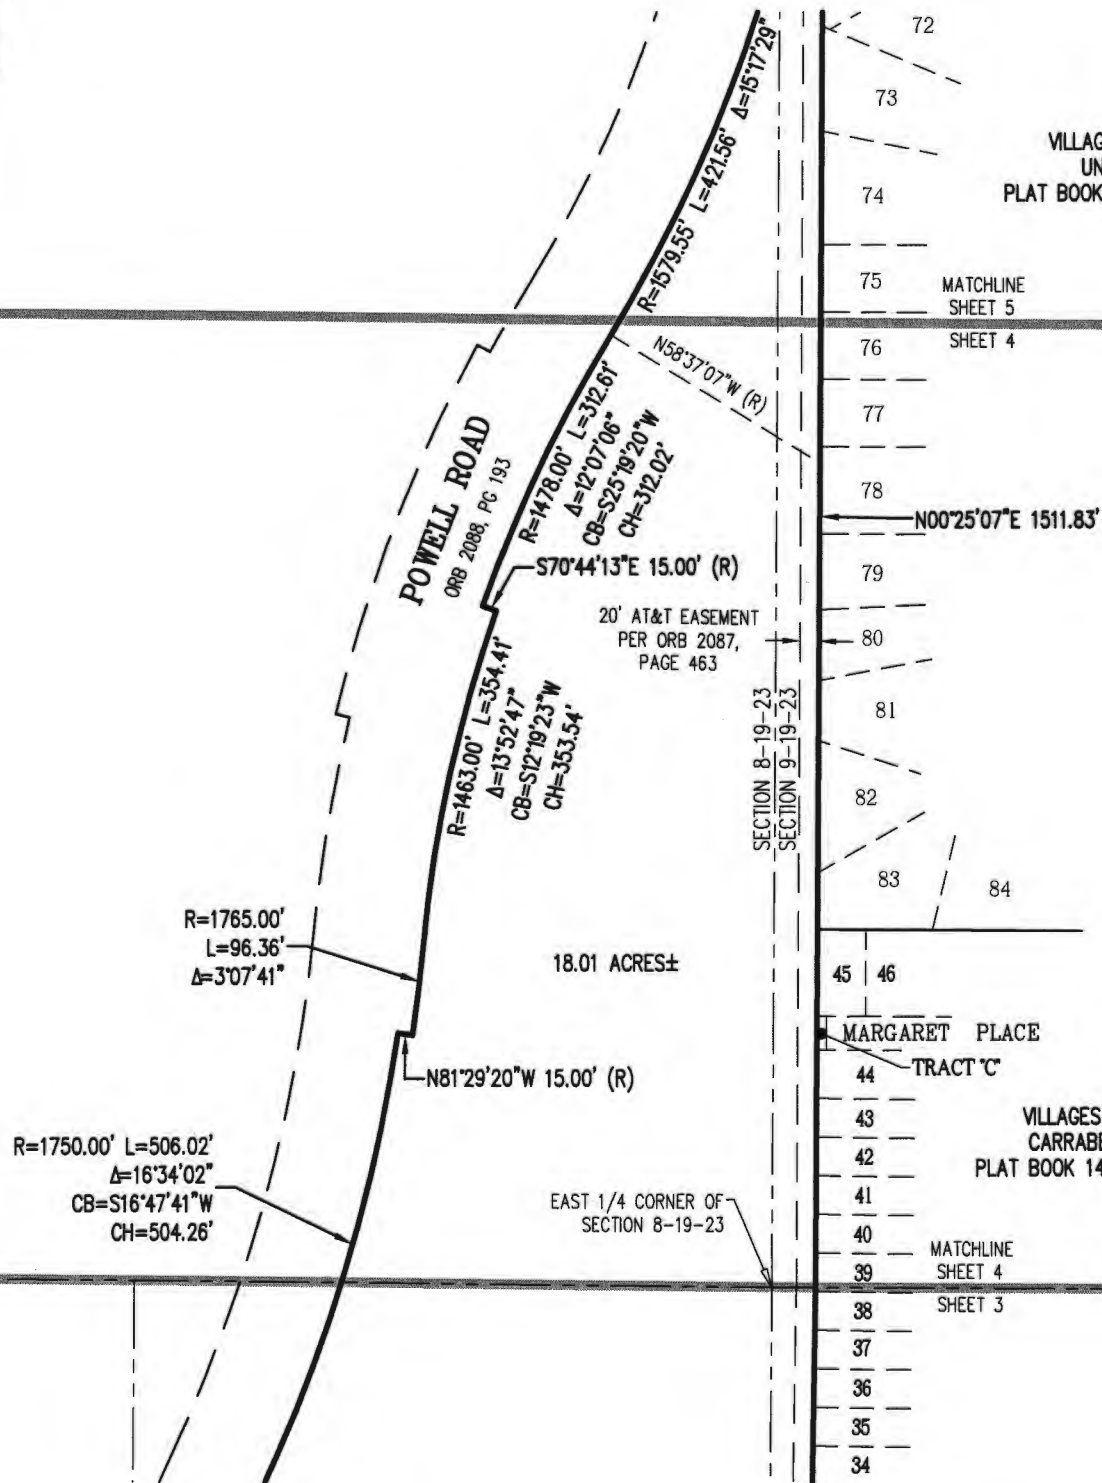 72
73
VILLAG
UN
PLAT BOOK
74
R=1579.55' L=421.56' Δ=15°17'29"
75
MATCHLINE
SHEET 5
SHEET 4
76
N58°37'07"W (R)
77
POWELL ROAD
ORB 2088, PG 193
R=1478.00' L=312.61'
Δ=12°07'06"
CB=S25°19'20"W
CH=312.02'
78
N00°25'07"E 1511.83'
S70°44'13"E 15.00' (R)
79
20' AT&T EASEMENT
PER ORB 2087,
PAGE 463
80
R=1463.00' L=354.41'
Δ=13°52'47"
CB=S12°19'23"W
CH=353.54'
SECTION 8-19-23
SECTION 9-19-23
81
82
83
84
R=1765.00'
L=96.36'
Δ=3°07'41"
18.01 ACRES±
45
46
MARGARET PLACE
TRACT "C"
N81°29'20"W 15.00' (R)
44
43
VILLAGES
CARRABE
PLAT BOOK 14
42
R=1750.00' L=506.02'
Δ=16°34'02"
CB=S16°47'41"W
CH=504.26'
41
EAST 1/4 CORNER OF
SECTION 8-19-23
40
MATCHLINE
39
SHEET 4
SHEET 3
38
37
36
35
34